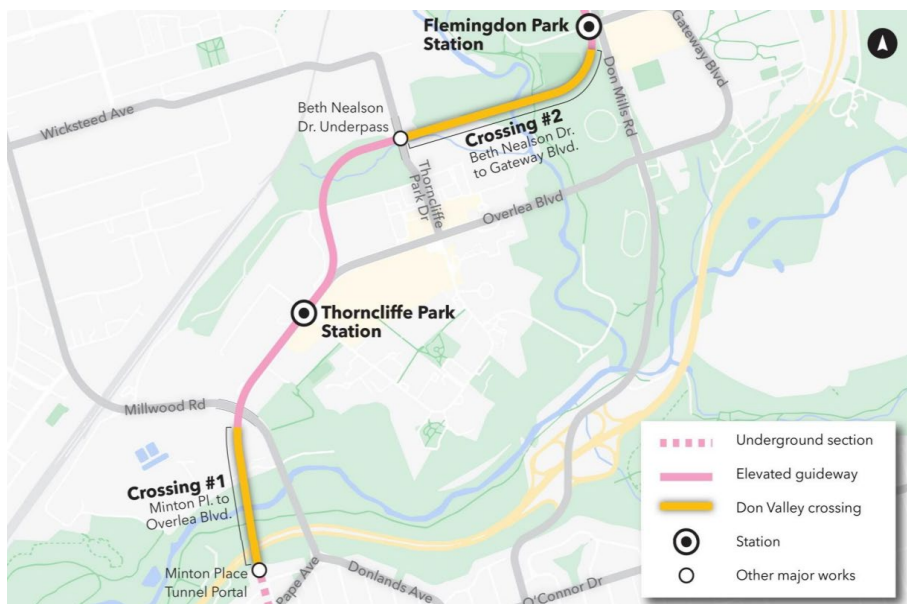 Flemingdon Park
Station
Gateway Blvd
Don Mills Rd
Wicksteed Ave
Beth Nealson
Dr. Underpass
Crossing #2
Beth Nealson Dr.
to Gateway Blvd.
Thorncliffe
Park Dr
Overlea Blvd
Thorncliffe Park
Station
Millwood Rd
Crossing #1
Minton Pl. to
Overlea Blvd.
Minton Place
Tunnel Portal
Pape Ave
Donlands Ave
O'Connor Dr
Underground section
Elevated guideway
Don Valley crossing
Station
Other major works